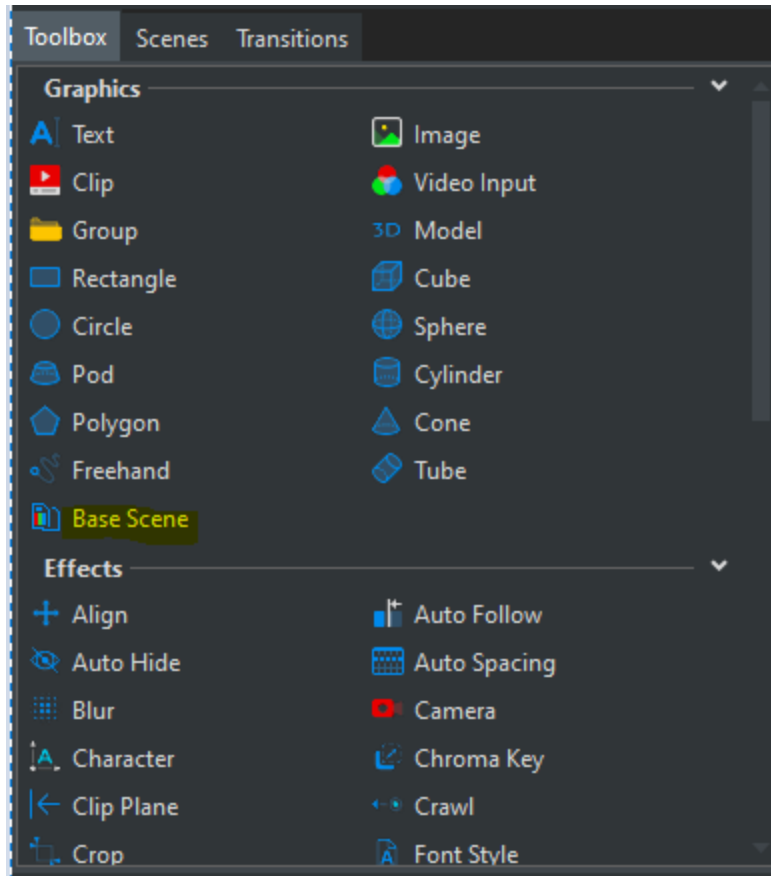 Toolbox Scenes Transitions
Graphics
Text Image
Clip Video Input
Group 3D Model
Rectangle Cube
Circle Sphere
Pod Cylinder
Polygon Cone
Freehand Tube
Base Scene
Effects
Align Auto Follow
Auto Hide Auto Spacing
Blur Camera
Character Chroma Key
Clip Plane Crawl
Crop Font Style